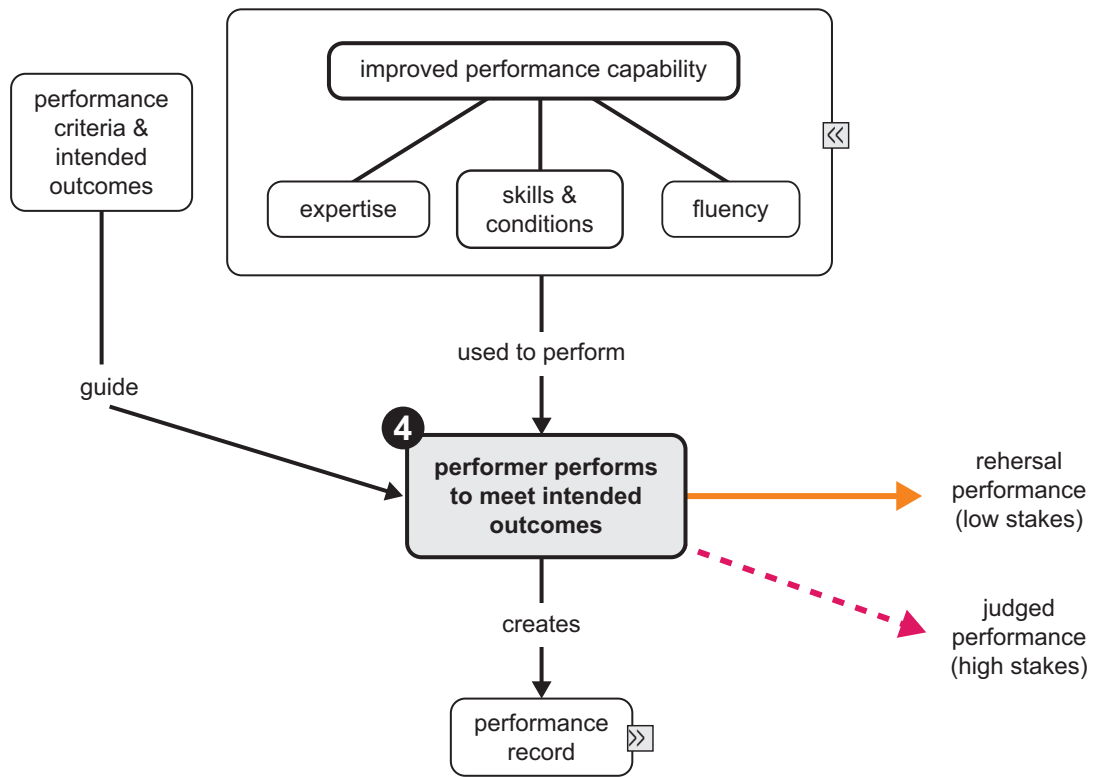 improved performance capability
performance
criteria &
intended
outcomes
<<
expertise
skills &
conditions
fluency
used to perform
guide
4
performer performs
to meet intended
outcomes
rehersal
performance
(low stakes)
creates
judged
performance
(high stakes)
performance
record
>>